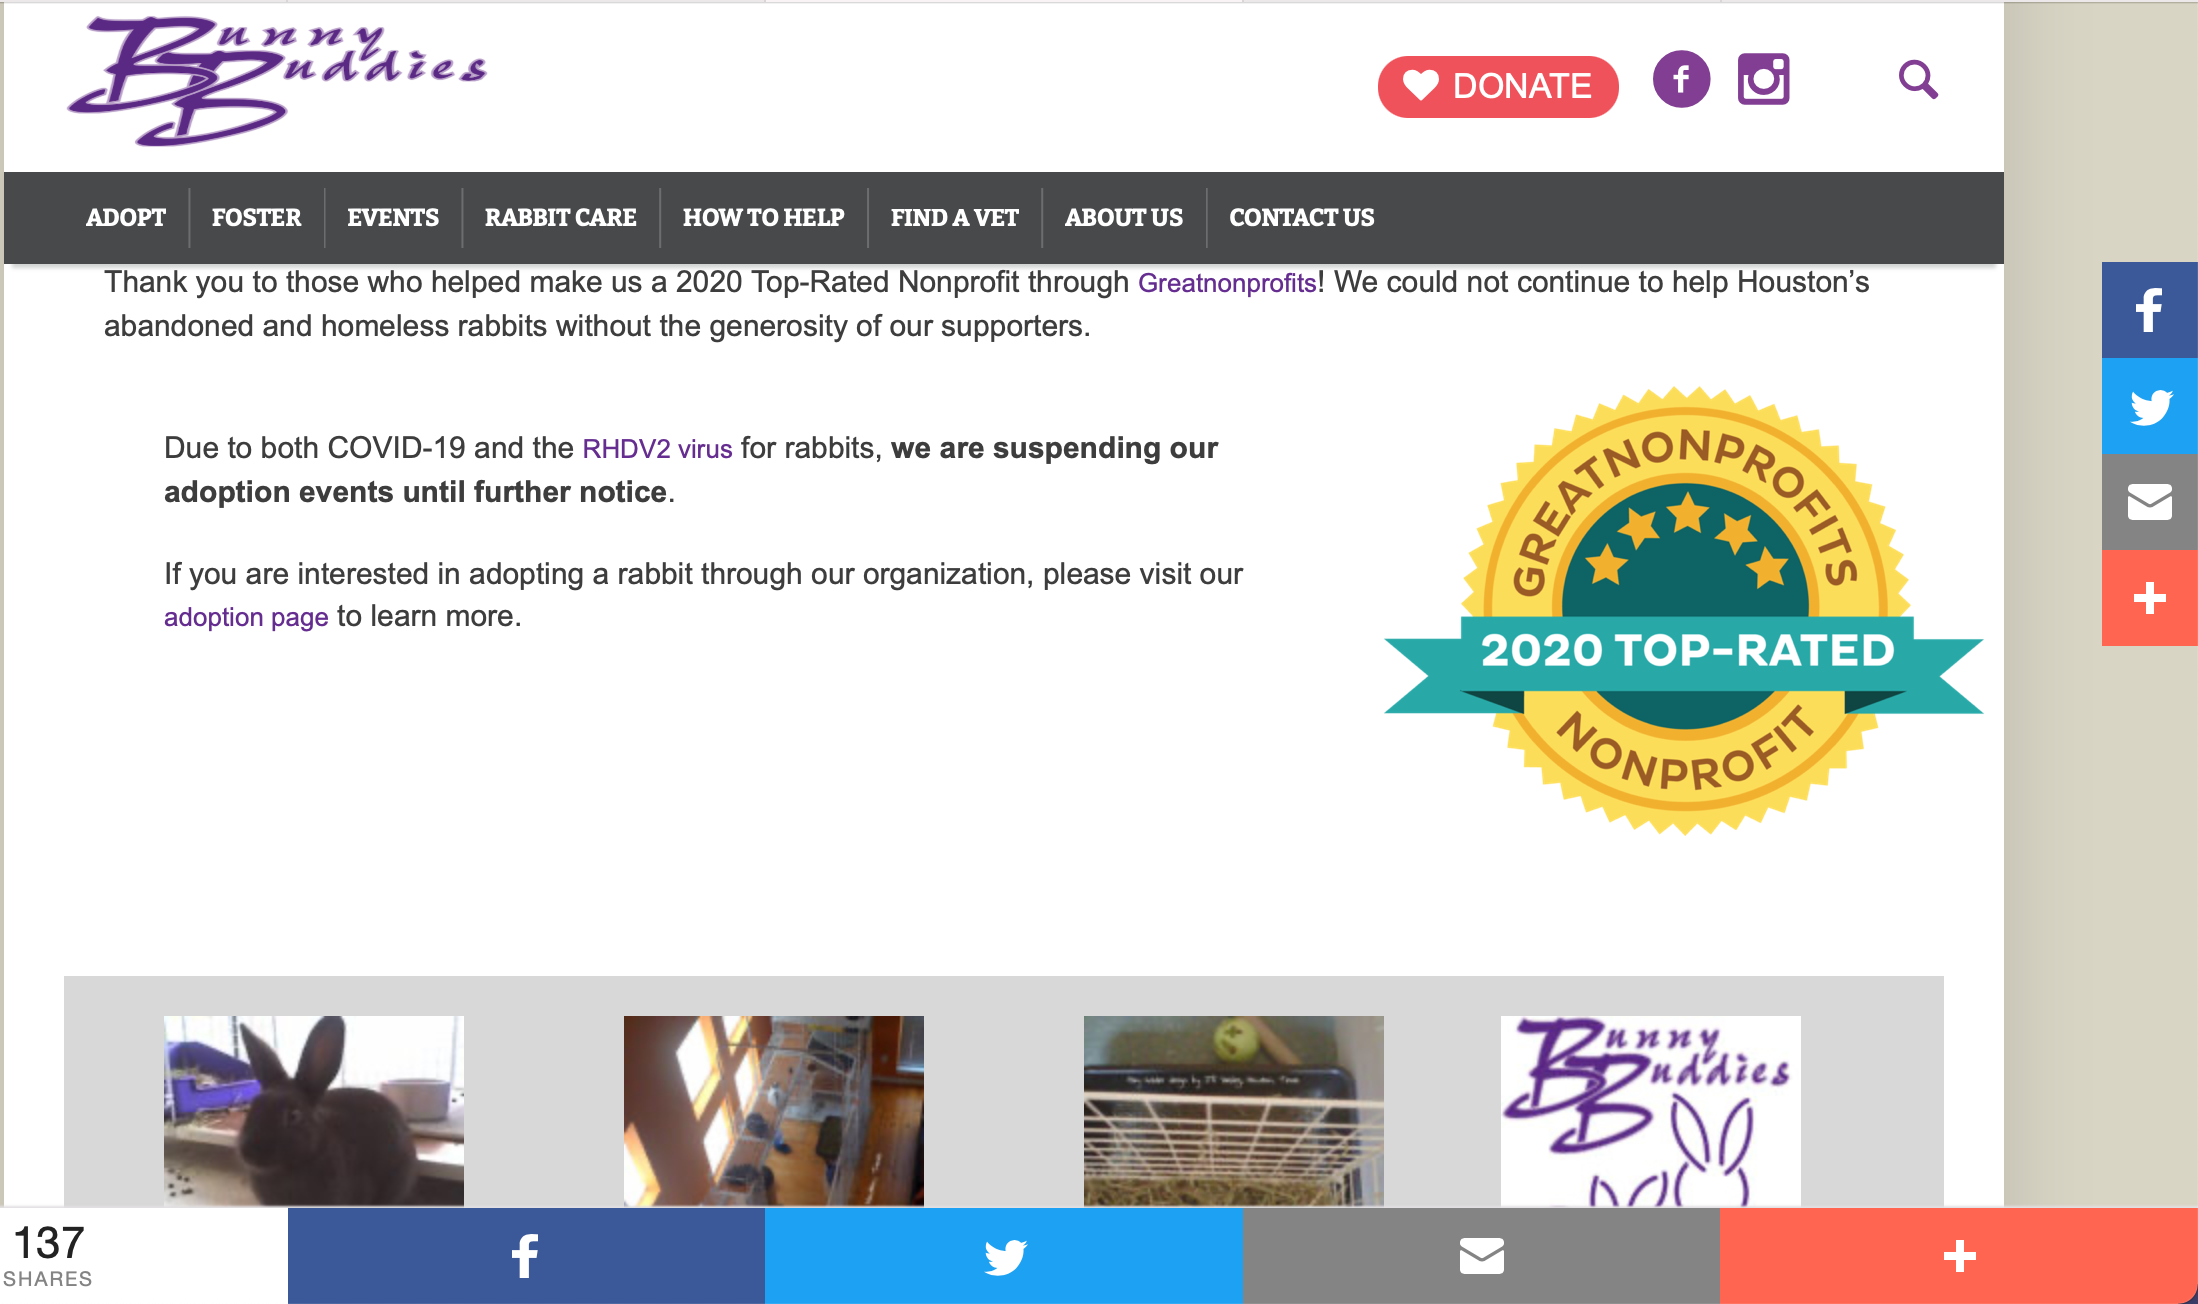 Bunny
Buddies
DONATE
ADOPT
FOSTER
EVENTS
RABBIT CARE
HOW TO HELP
FIND A VET
ABOUT US
CONTACT US
Thank you to those who helped make us a 2020 Top-Rated Nonprofit through Greatnonprofits! We could not continue to help Houston’s
abandoned and homeless rabbits without the generosity of our supporters.
Due to both COVID-19 and the RHDV2 virus for rabbits, we are suspending our
adoption events until further notice.
If you are interested in adopting a rabbit through our organization, please visit our
adoption page to learn more.
GREATNONPROFITS
2020 TOP-RATED
NONPROFIT
Bunny
Buddies
137
SHARES